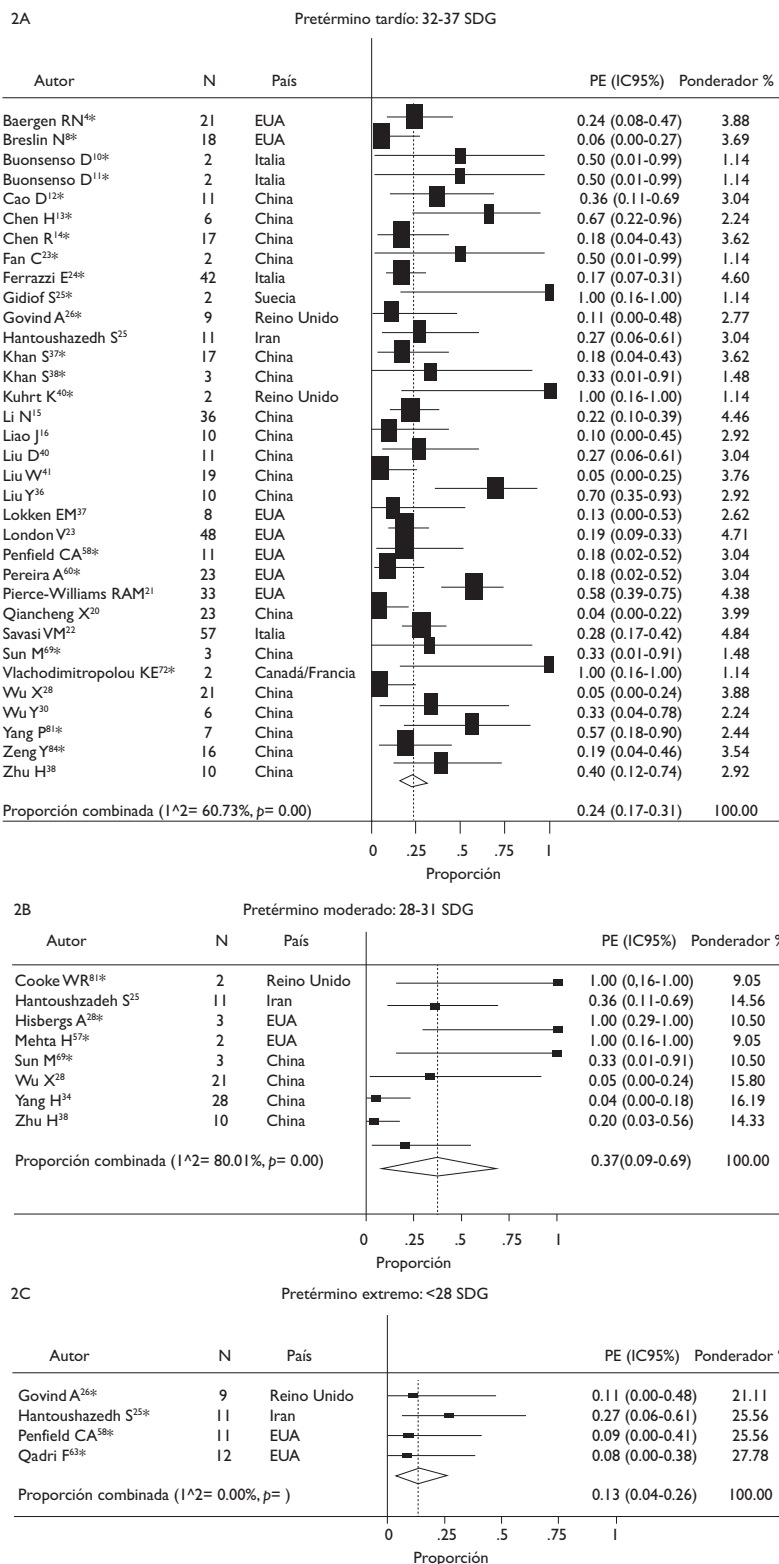 2A Pretérmino tardío: 32-37 SDG
Autor N País PE (IC95%) Ponderador %
Baergen RN4* 21 EUA 0.24 (0.08-0.47) 3.88
Breslin N8* 18 EUA 0.06 (0.00-0.27) 3.69
Buonsenso D10* 2 Italia 0.50 (0.01-0.99) 1.14
Buonsenso D11* 2 Italia 0.50 (0.01-0.99) 1.14
Cao D12* 11 China 0.36 (0.11-0.69 3.04
Chen H13* 6 China 0.67 (0.22-0.96) 2.24
Chen R14* 17 China 0.18 (0.04-0.43) 3.62
Fan C23* 2 China 0.50 (0.01-0.99) 1.14
Ferrazzi E24* 42 Italia 0.17 (0.07-0.31) 4.60
Gidiof S25* 2 Suecia 1.00 (0.16-1.00) 1.14
Govind A26* 9 Reino Unido 0.11 (0.00-0.48) 2.77
Hantoushazedh S25 11 Iran 0.27 (0.06-0.61) 3.04
Khan S37* 17 China 0.18 (0.04-0.43) 3.62
Khan S38* 3 China 0.33 (0.01-0.91) 1.48
Kuhrt K40* 2 Reino Unido 1.00 (0.16-1.00) 1.14
Li N15 36 China 0.22 (0.10-0.39) 4.46
Liao J16 10 China 0.10 (0.00-0.45) 2.92
Liu D40 11 China 0.27 (0.06-0.61) 3.04
Liu W41 19 China 0.05 (0.00-0.25) 3.76
Liu Y36 10 China 0.70 (0.35-0.93) 2.92
Lokken EM37 8 EUA 0.13 (0.00-0.53) 2.62
London V23 48 EUA 0.19 (0.09-0.33) 4.71
Penfield CA58* 11 EUA 0.18 (0.02-0.52) 3.04
Pereira A60* 23 EUA 0.18 (0.02-0.52) 3.04
Pierce-Williams RAM21 33 EUA 0.58 (0.39-0.75) 4.38
Qiancheng X20 23 China 0.04 (0.00-0.22) 3.99
Savasi VM22 57 Italia 0.28 (0.17-0.42) 4.84
Sun M69* 3 China 0.33 (0.01-0.91) 1.48
Vlachodimitropolou KE72* 2 Canadá/Francia 1.00 (0.16-1.00) 1.14
Wu X28 21 China 0.05 (0.00-0.24) 3.88
Wu Y30 6 China 0.33 (0.04-0.78) 2.24
Yang P81* 7 China 0.57 (0.18-0.90) 2.44
Zeng Y84* 16 China 0.19 (0.04-0.46) 3.54
Zhu H38 10 China 0.40 (0.12-0.74) 2.92
Proporción combinada (1^2= 60.73%, p= 0.00) 0.24 (0.17-0.31) 100.00
0 .25 .5 .75 1
Proporción
2B Pretérmino moderado: 28-31 SDG
Autor N País PE (IC95%) Ponderador %
Cooke WR81* 2 Reino Unido 1.00 (0,16-1.00) 9.05
Hantoushzadeh S25 11 Iran 0.36 (0.11-0.69) 14.56
Hisbergs A28* 3 EUA 1.00 (0.29-1.00) 10.50
Mehta H57* 2 EUA 1.00 (0.16-1.00) 9.05
Sun M69* 3 China 0.33 (0.01-0.91) 10.50
Wu X28 21 China 0.05 (0.00-0.24) 15.80
Yang H34 28 China 0.04 (0.00-0.18) 16.19
Zhu H38 10 China 0.20 (0.03-0.56) 14.33
Proporción combinada (1^2= 80.01%, p= 0.00) 0.37(0.09-0.69) 100.00
0 .25 .5 .75 1
Proporción
2C Pretérmino extremo: <28 SDG
Autor N País PE (IC95%) Ponderador %
Govind A26* 9 Reino Unido 0.11 (0.00-0.48) 21.11
Hantoushazedh S25* 11 Iran 0.27 (0.06-0.61) 25.56
Penfield CA58* 11 EUA 0.09 (0.00-0.41) 25.56
Qadri F63* 12 EUA 0.08 (0.00-0.38) 27.78
Proporción combinada (1^2= 0.00%, p= ) 0.13 (0.04-0.26) 100.00
0 .25 .5 .75 1
Proporción